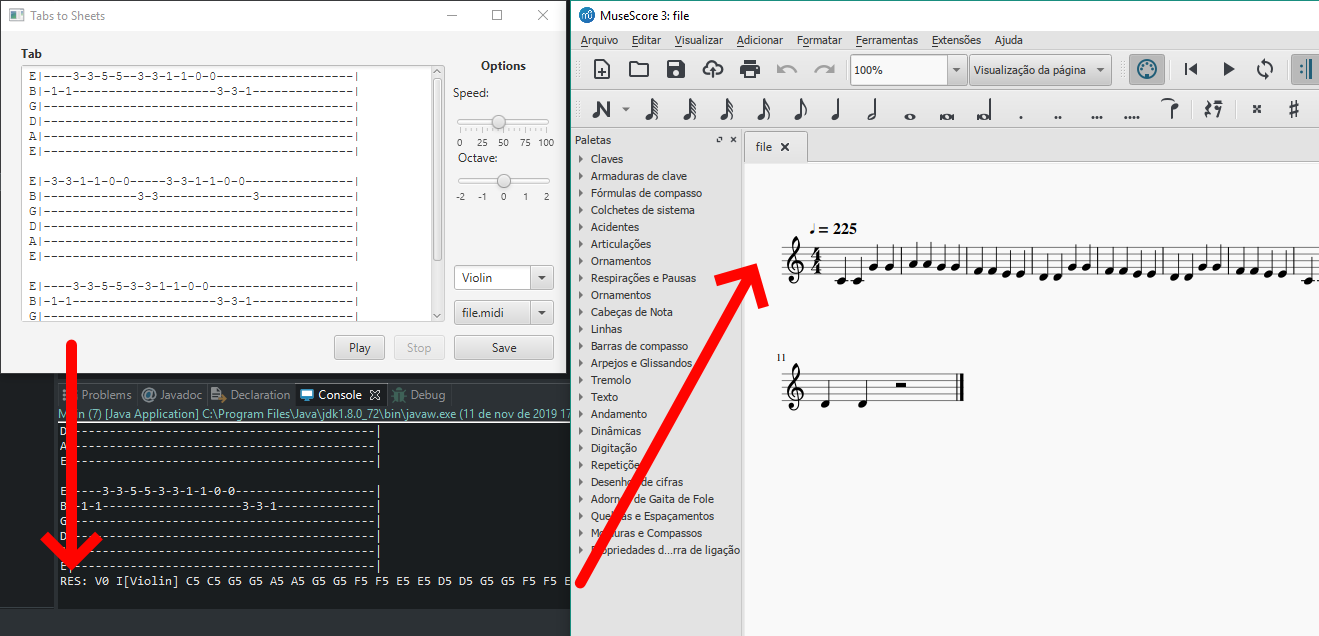 Tabs to Sheets
Tab
E|----3-3-5-5--3-3-1-1-0-0-------------------|
B|-1-1--------------------3-3-1--------------|
G|-------------------------------------------|
D|-------------------------------------------|
A|-------------------------------------------|
E|-------------------------------------------|
E|-3-3-1-1-0-0-----3-3-1-1-0-0---------------|
B|-------------3-3--------------3------------|
G|-------------------------------------------|
D|-------------------------------------------|
A|-------------------------------------------|
E|-------------------------------------------|
E|----3-3-5-5-3-3-1-1-0-0--------------------|
B|-1-1--------------------3-3-1--------------|
G|-------------------------------------------|
Options
Speed:
0 25 50 75 100
Octave:
-2 -1 0 1 2
Violin
file.midi
Play Stop Save
Problems @ Javadoc Declaration Console Debug
(7) [Java Application] C:\Program Files\Java\jdk1.8.0_72\bin\javaw.exe (11 de nov de 2019 17
D -------------------------------------------|
A -------------------------------------------|
E -------------------------------------------|
E ----3-3-5-5-3-3-1-1-0-0--------------------|
B -1-1--------------------3-3-1--------------|
G -------------------------------------------|
D -------------------------------------------|
-------------------------------------------|
E|-------------------------------------------|
RES: V0 I[Violin] C5 C5 G5 G5 A5 A5 G5 G5 F5 F5 E5 E5 D5 D5 G5 G5 F5 F5 E
MuseScore 3: file
Arquivo Editar Visualizar Adicionar Formatar Ferramentas Extensões Ajuda
100% Visualização da página
Paletas
Claves
Armaduras de clave
Fórmulas de compasso
Colchetes de sistema
Acidentes
Articulações
Ornamentos
Respirações e Pausas
Ornamentos
Cabeças de Nota
Linhas
Barras de compasso
Arpejos e Glissandos
Tremolo
Texto
Andamento
Dinâmicas
Digitação
Repetiçõe
Desenho de cifras
Adorno de Gaita de Fole
Quebras e Espaçamentos
Molduras e Compassos
Propriedades d...rra de ligação
file
♩ = 225
4
4
11